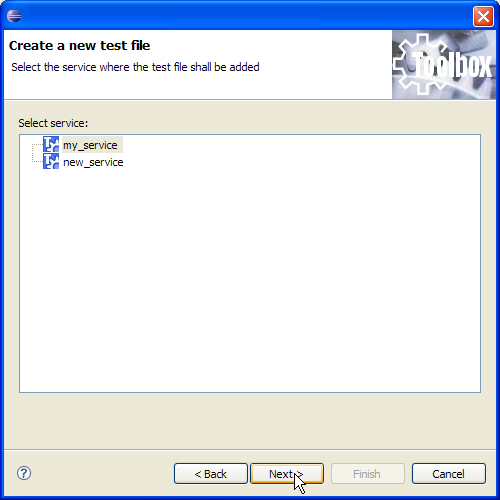 Create a new test file
Select the service where the test file shall be added
Toolbox
Select service:
my_service
new_service
?
< Back
Next >
Finish
Cancel